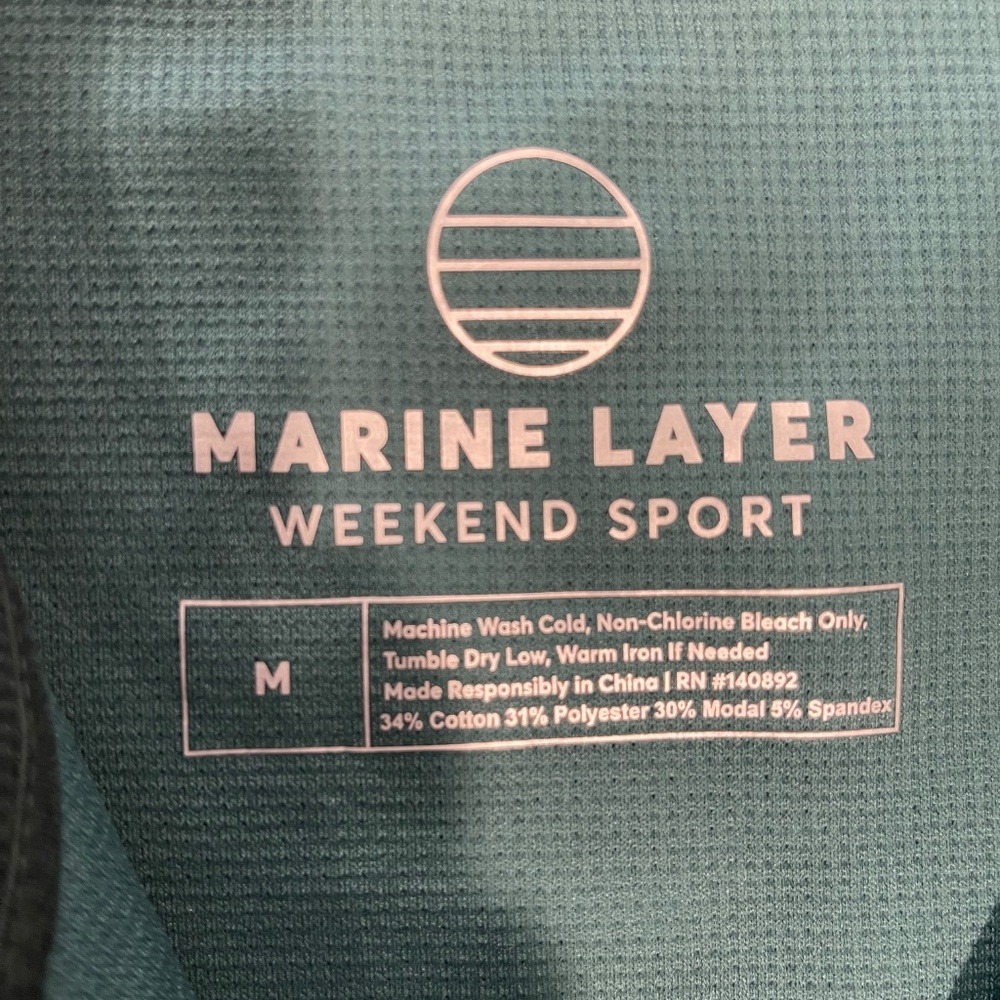 MARINE LAYER
WEEKEND SPORT
M
Machine Wash Cold, Non-Chlorine Bleach Only,
Tumble Dry Low, Warm Iron If Needed
Made Responsibly in China | RN #140892
34% Cotton 31% Polyester 30% Modal 5% Spandex